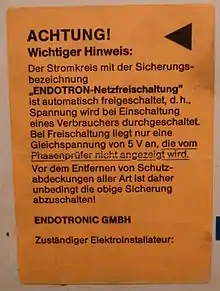 ACHTUNG!
Wichtiger Hinweis:
Der Stromkreis mit der Sicherungs-
bezeichnung
„ENDOTRON-Netzfreischaltung"
ist automatisch freigeschaltet, d.h.,
Spannung wird bei Einschaltung
eines Verbrauchers durchgeschaltet.
Bei Freischaltung liegt nur eine
Gleichspannung von 5 V an, die vom
Phasenprüfer nicht angezeigt wird.
Vor dem Entfernen von Schutz-
abdeckungen aller Art ist daher
unbedingt die obige Sicherung
abzuschalten!
ENDOTRONIC GMBH
Zuständiger Elektroinstallateur: